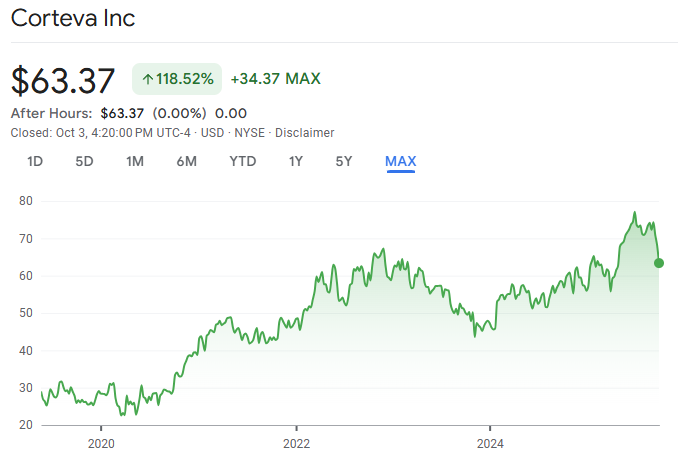 Corteva Inc
$63.37 ↑118.52% +34.37 MAX
After Hours: $63.37 (0.00%) 0.00
Closed: Oct 3, 4:20:00 PM UTC-4 · USD · NYSE · Disclaimer
1D 5D 1M 6M YTD 1Y 5Y MAX
80
70
60
50
40
30
20
2020 2022 2024